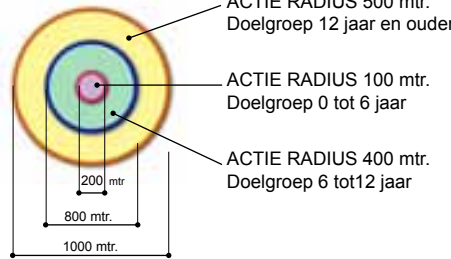 ACTIE RADIUS 500 mtr.
Doelgroep 12 jaar en ouder
ACTIE RADIUS 100 mtr.
Doelgroep 0 tot 6 jaar
ACTIE RADIUS 400 mtr.
Doelgroep 6 tot12 jaar
200 mtr
800 mtr.
1000 mtr.